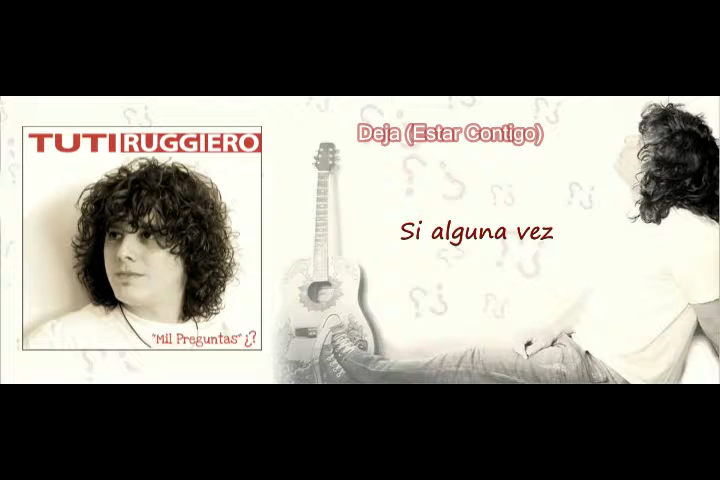 TUTI RUGGIERO
"Mil Preguntas" ¿?
Deja (Estar Contigo)
Si alguna vez